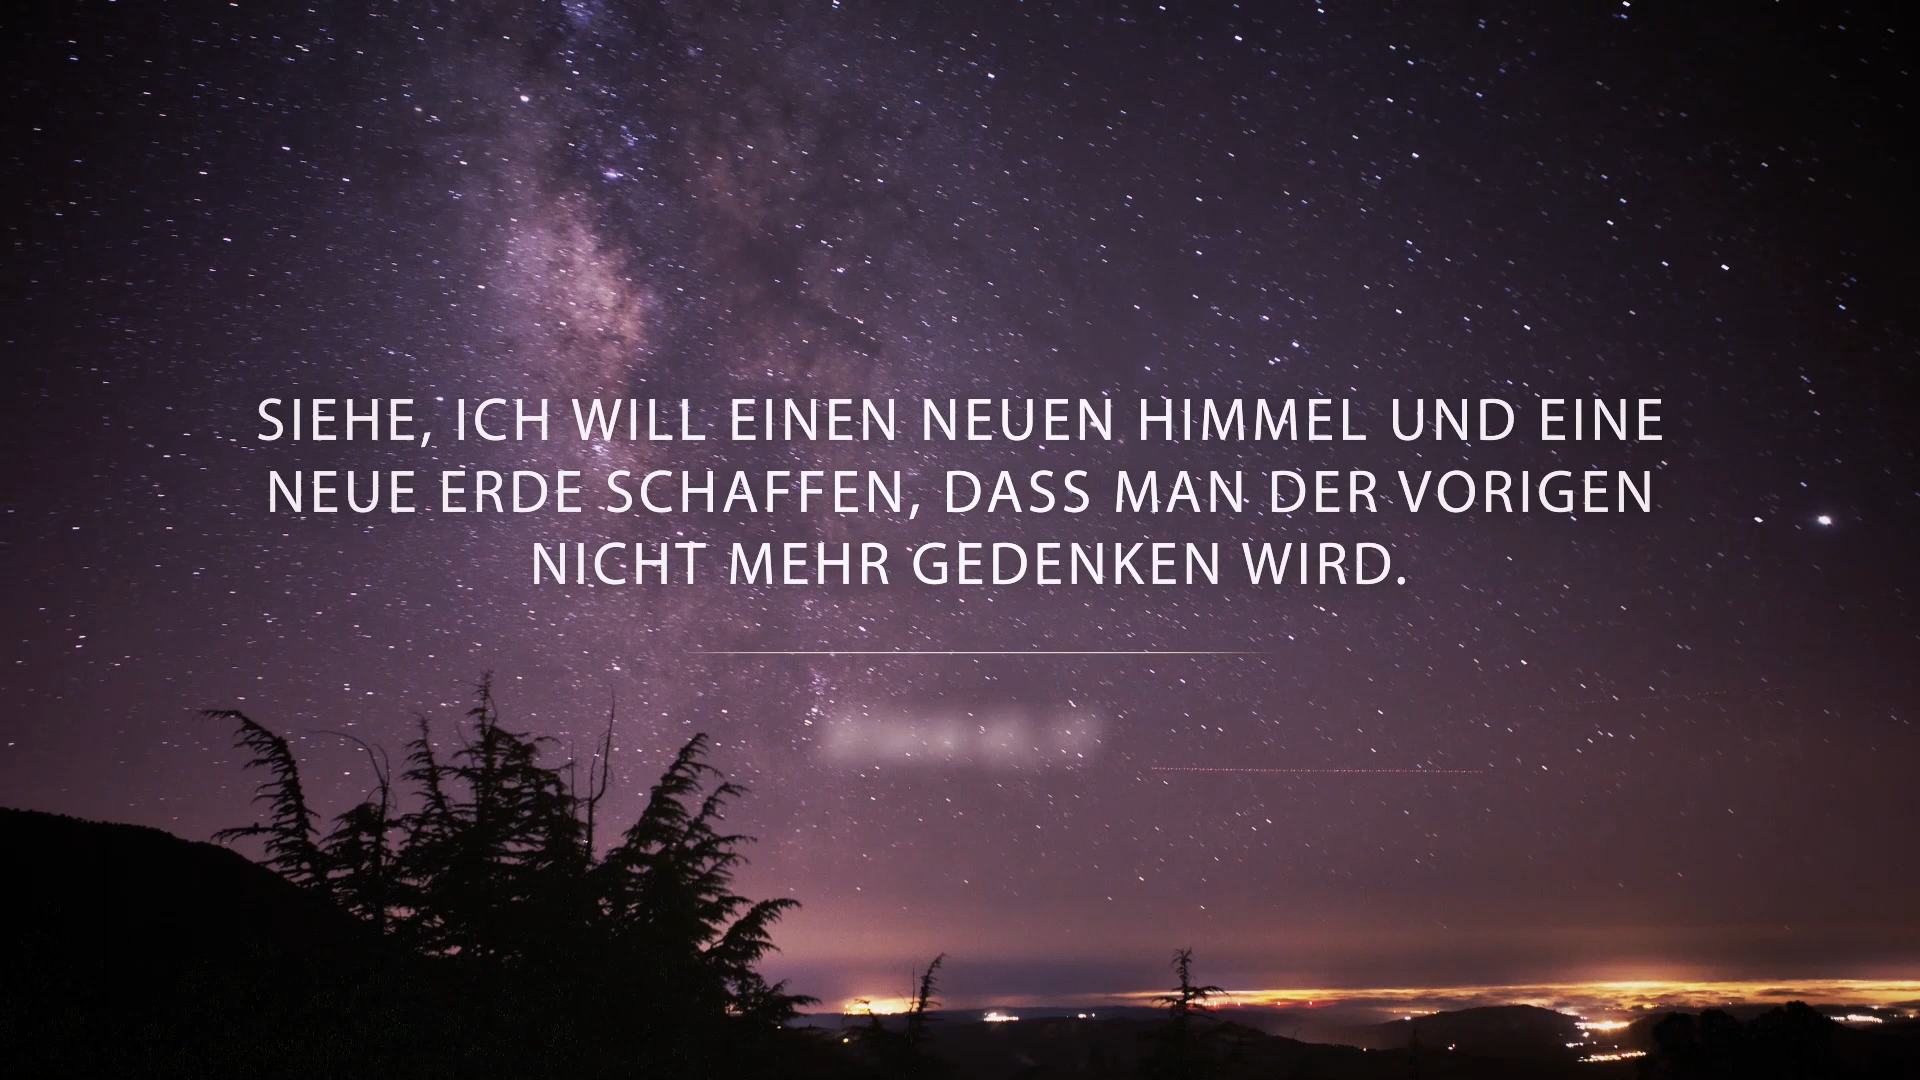 SIEHE, ICH WILL EINEN NEUEN HIMMEL UND EINE
NEUE ERDE SCHAFFEN, DASS MAN DER VORIGEN
NICHT MEHR GEDENKEN WIRD.